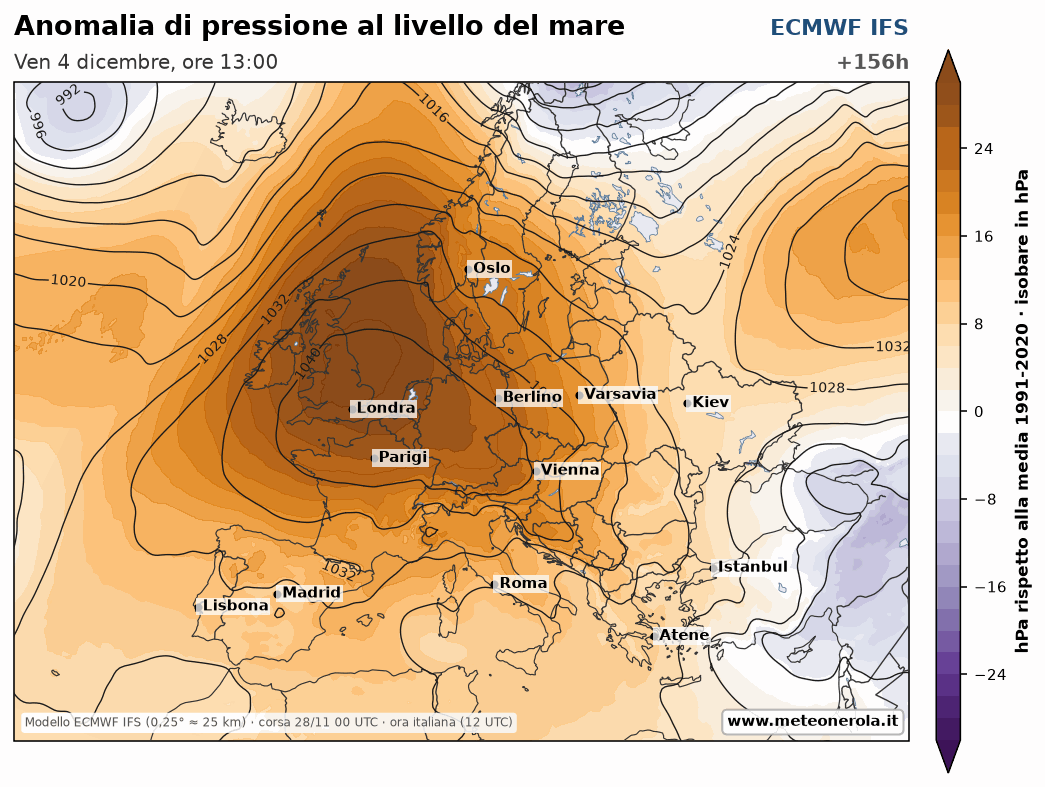 Anomalia di pressione al livello del mare
ECMWF IFS
Ven 4 dicembre, ore 13:00
+156h
992
996
1016
1020
1024
1032
1028
1040
1032
1028
1032
Oslo
Londra
Berlino
Varsavia
Kiev
Parigi
Vienna
Istanbul
Madrid
Roma
Lisbona
Atene
24
16
8
0
−8
−16
−24
hPa rispetto alla media 1991-2020 · isobare in hPa
Modello ECMWF IFS (0,25° ≈ 25 km) · corsa 28/11 00 UTC · ora italiana (12 UTC)
www.meteonerola.it